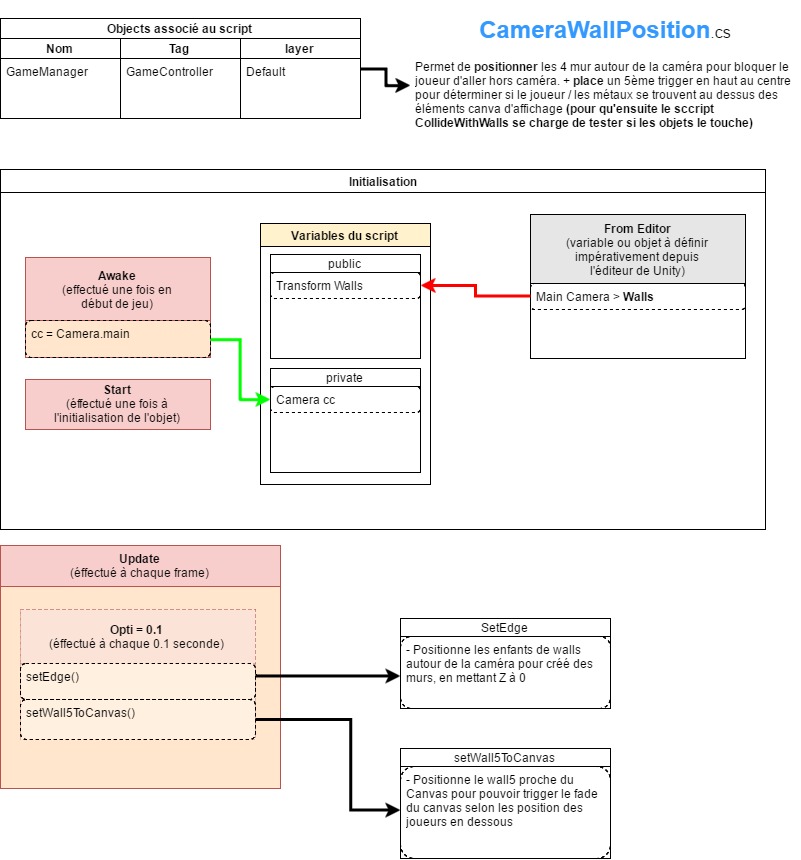 Objects associé au script
Nom
Tag
layer
GameManager
GameController
Default
CameraWallPosition.cs
Permet de positionner les 4 mur autour de la caméra pour bloquer le
joueur d'aller hors caméra. + place un 5ème trigger en haut au centre
pour déterminer si le joueur / les métaux se trouvent au dessus des
éléments canva d'affichage (pour qu'ensuite le sccript
CollideWithWalls se charge de tester si les objets le touche)
Initialisation
Awake
(effectué une fois en
début de jeu)
cc = Camera.main
Start
(éffectué une fois à
l'initialisation de l'objet)
Variables du script
public
Transform Walls
private
Camera cc
From Editor
(variable ou objet à définir
impérativement depuis
l'éditeur de Unity)
Main Camera > Walls
Update
(éffectué à chaque frame)
Opti = 0.1
(éffectué à chaque 0.1 seconde)
setEdge()
setWall5ToCanvas()
SetEdge
- Positionne les enfants de walls
autour de la caméra pour créé des
murs, en mettant Z à 0
setWall5ToCanvas
- Positionne le wall5 proche du
Canvas pour pouvoir trigger le fade
du canvas selon les position des
joueurs en dessous